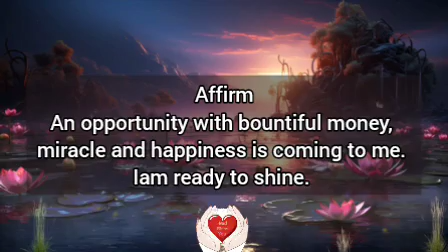 Affirm
An opportunity with bountiful money,
miracle and happiness is coming to me.
Iam ready to shine.